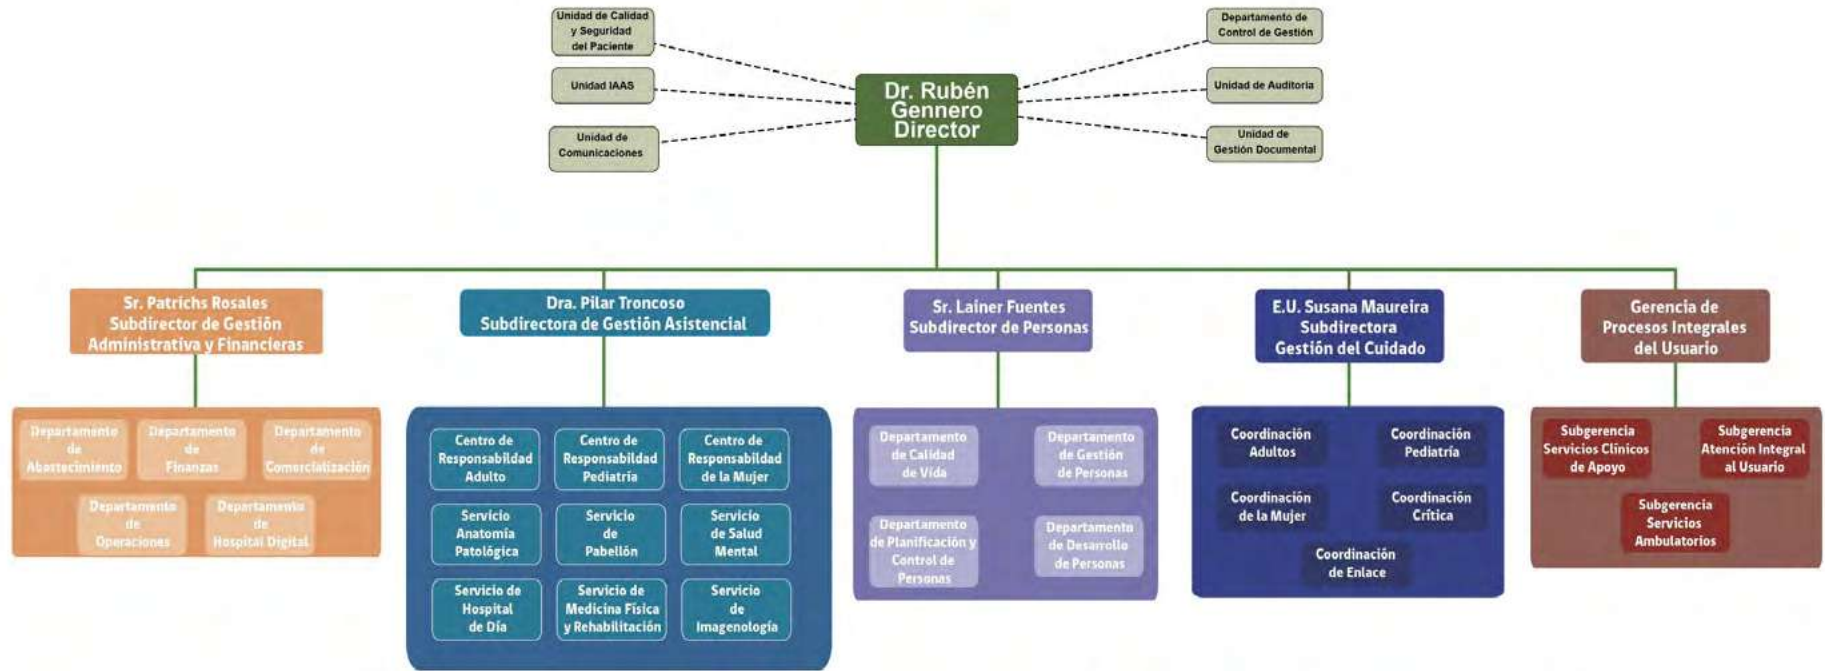 Unidad de Calidad
y Seguridad
del Paciente
Unidad IAAS
Unidad de
Comunicaciones
Dr. Rubén
Gennero
Director
Departamento de
Control de Gestión
Unidad de Auditoria
Unidad de
Gestión Documental
Sr. Patrichs Rosales
Subdirector de Gestión
Administrativa y Financieras
Departamento
de
Abastecimiento
Departamento
de
Finanzas
Departamento
de
Comercialización
Departamento
de
Operaciones
Departamento
de
Hospital Digital
Dra. Pilar Troncoso
Subdirectora de Gestión Asistencial
Centro de
Responsabildad
Adulto
Centro de
Responsabildad
Pediatría
Centro de
Responsabildad
de la Mujer
Servicio
Anatomía
Patológica
Servicio
de
Pabellón
Servicio
de Salud
Mental
Servicio de
Hospital
de Día
Servicio de
Medicina Física
y Rehabilitación
Servicio
de
Imagenología
Sr. Lainer Fuentes
Subdirector de Personas
Departamento
de Calidad
de Vida
Departamento
de Gestión
de Personas
Departamento
de Planificación y
Control de
Personas
Departamento
de Desarrollo
de Personas
E.U. Susana Maureira
Subdirectora
Gestión del Cuidado
Coordinación
Adultos
Coordinación
Pediatría
Coordinación
de la Mujer
Coordinación
Crítica
Coordinación
de Enlace
Gerencia de
Procesos Integrales
del Usuario
Subgerencia
Servicios Clínicos
de Apoyo
Subgerencia
Atención Integral
al Usuario
Subgerencia
Servicios
Ambulatorios